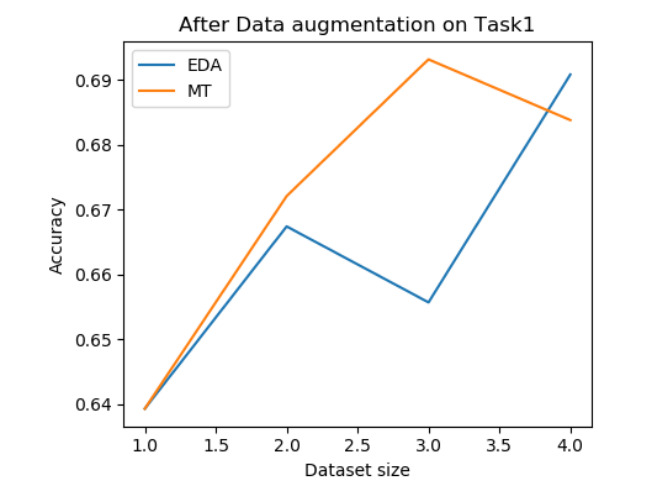 After Data augmentation on Task1
EDA
MT
0.69
0.68
0.67
0.66
0.65
0.64
Accuracy
1.0 1.5 2.0 2.5 3.0 3.5 4.0
Dataset size